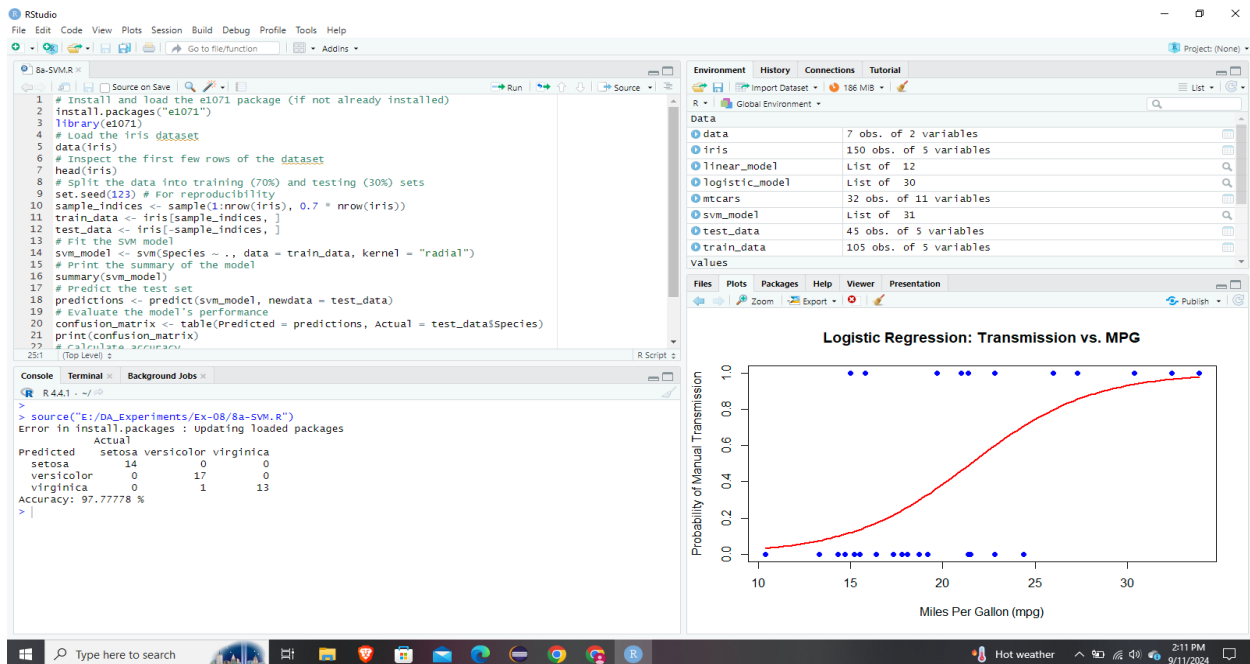 RStudio
File Edit Code View Plots Session Build Debug Profile Tools Help
Go to file/function Addins Project: (None)
8a-SVM.R
Source on Save Run Source
1 # Install and load the e1071 package (if not already installed)
2 install.packages("e1071")
3 library(e1071)
4 # Load the iris dataset
5 data(iris)
6 # Inspect the first few rows of the dataset
7 head(iris)
8 # Split the data into training (70%) and testing (30%) sets
9 set.seed(123) # For reproducibility
10 sample_indices <- sample(1:nrow(iris), 0.7 * nrow(iris))
11 train_data <- iris[sample_indices, ]
12 test_data <- iris[-sample_indices, ]
13 # Fit the SVM model
14 svm_model <- svm(Species ~ ., data = train_data, kernel = "radial")
15 # Print the summary of the model
16 summary(svm_model)
17 # Predict the test set
18 predictions <- predict(svm_model, newdata = test_data)
19 # Evaluate the model's performance
20 confusion_matrix <- table(Predicted = predictions, Actual = test_data$Species)
21 print(confusion_matrix)
22 # Calculate accuracy
25:1 (Top Level) R Script
Console Terminal Background Jobs
R 4.4.1 · ~/
>
> source("E:/DA_Experiments/Ex-08/8a-SVM.R")
Error in install.packages : Updating loaded packages
Actual
Predicted setosa versicolor virginica
setosa 14 0 0
versicolor 0 17 0
virginica 0 1 13
Accuracy: 97.77778 %
>
Environment History Connections Tutorial
Import Dataset 186 MiB List
R Global Environment
Data
data 7 obs. of 2 variables
iris 150 obs. of 5 variables
linear_model List of 12
logistic_model List of 30
mtcars 32 obs. of 11 variables
svm_model List of 31
test_data 45 obs. of 5 variables
train_data 105 obs. of 5 variables
Values
Files Plots Packages Help Viewer Presentation
Zoom Export Publish
Logistic Regression: Transmission vs. MPG
Probability of Manual Transmission
1.0
0.8
0.6
0.4
0.2
0.0
10 15 20 25 30
Miles Per Gallon (mpg)
Type here to search
Hot weather
2:11 PM
9/11/2024